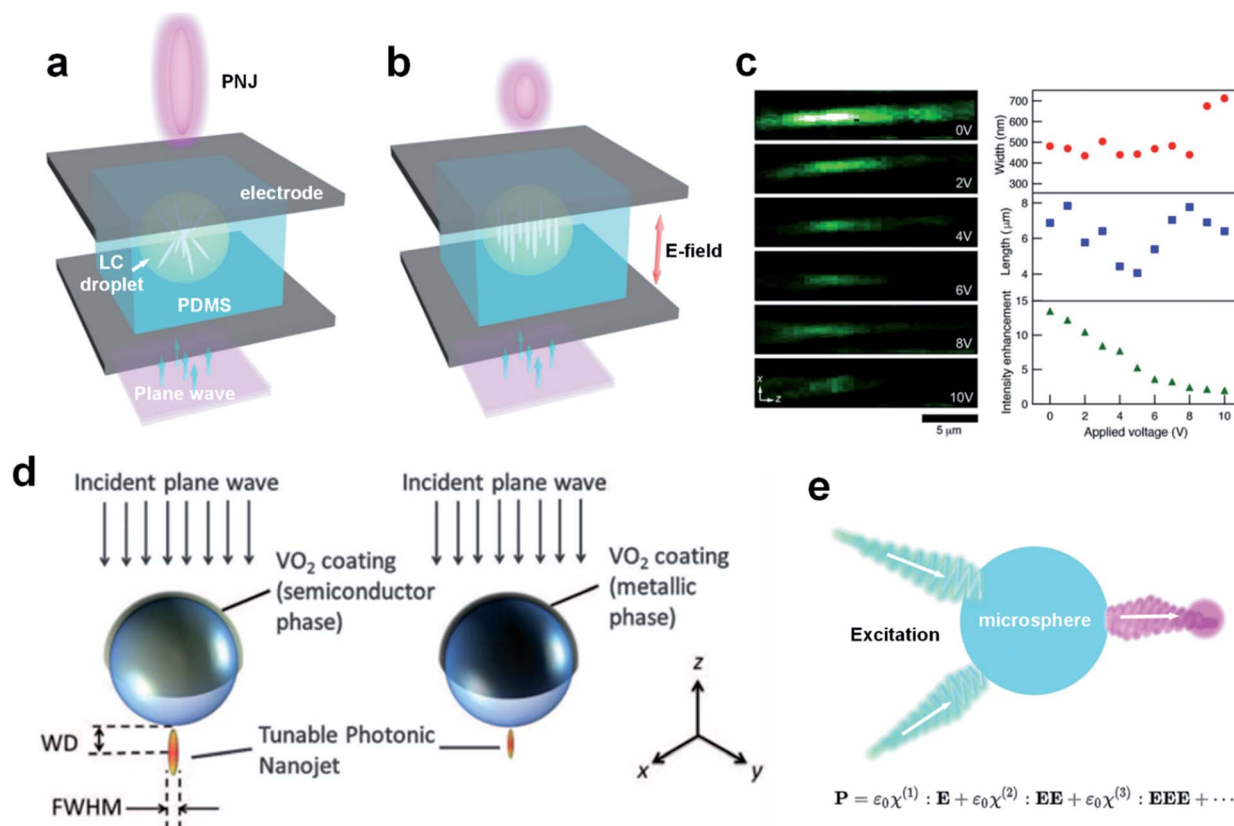 a
PNJ
electrode
LC
droplet
PDMS
Plane wave
b
E-field
c
0V
2V
4V
6V
8V
10V
x
z
5 μm
Width (nm)
700
600
500
400
300
Length (μm)
8
6
4
Intensity enhancement
15
10
5
0
0 2 4 6 8 10
Applied voltage (V)
d
Incident plane wave
VO₂ coating
(semiconductor
phase)
WD
FWHM
Tunable Photonic
Nanojet
Incident plane wave
VO₂ coating
(metallic
phase)
z
x
y
e
Excitation
microsphere
P = ε₀χ⁽¹⁾ : E + ε₀χ⁽²⁾ : EE + ε₀χ⁽³⁾ : EEE + ···